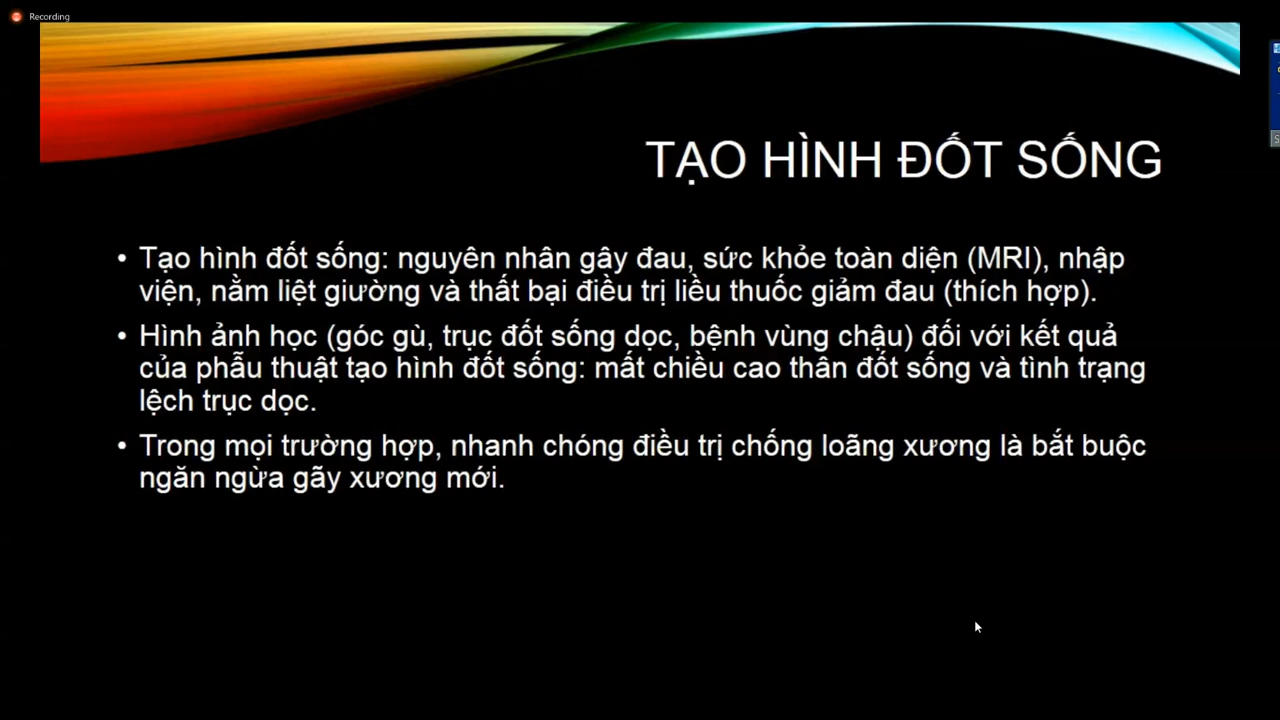 Recording
TẠO HÌNH ĐỐT SỐNG
• Tạo hình đốt sống: nguyên nhân gây đau, sức khỏe toàn diện (MRI), nhập
viện, nằm liệt giường và thất bại điều trị liều thuốc giảm đau (thích hợp).
• Hình ảnh học (góc gù, trục đốt sống dọc, bệnh vùng chậu) đối với kết quả
của phẫu thuật tạo hình đốt sống: mất chiều cao thân đốt sống và tình trạng
lệch trục dọc.
• Trong mọi trường hợp, nhanh chóng điều trị chống loãng xương là bắt buộc
ngăn ngừa gãy xương mới.